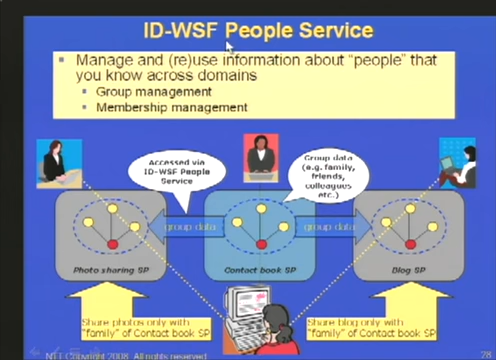 ID-WSF People Service
Manage and (re)use information about "people" that
you know across domains
Group management
Membership management
Accessed via
ID-WSF People
Service
Group data
(e.g. family,
friends,
colleagues
etc.)
group data
group data
Photo sharing SP
Contact book SP
Blog SP
Share photos only with
"family" of Contact book SP
Share blog only with
"family" of Contact book SP
NTT Copyright 2008 All rights reserved